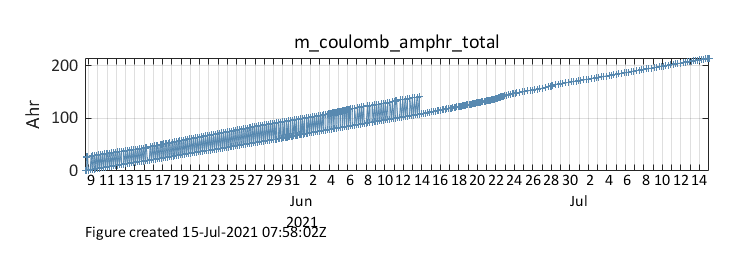 m_coulomb_amphr_total
Ahr
200
100
0
9 11 13 15 17 19 21 23 25 27 29 31 2 4 6 8 10 12 14 16 18 20 22 24 26 28 30 2 4 6 8 10 12 14
Jun Jul
2021
Figure created 15-Jul-2021 07:58:02Z